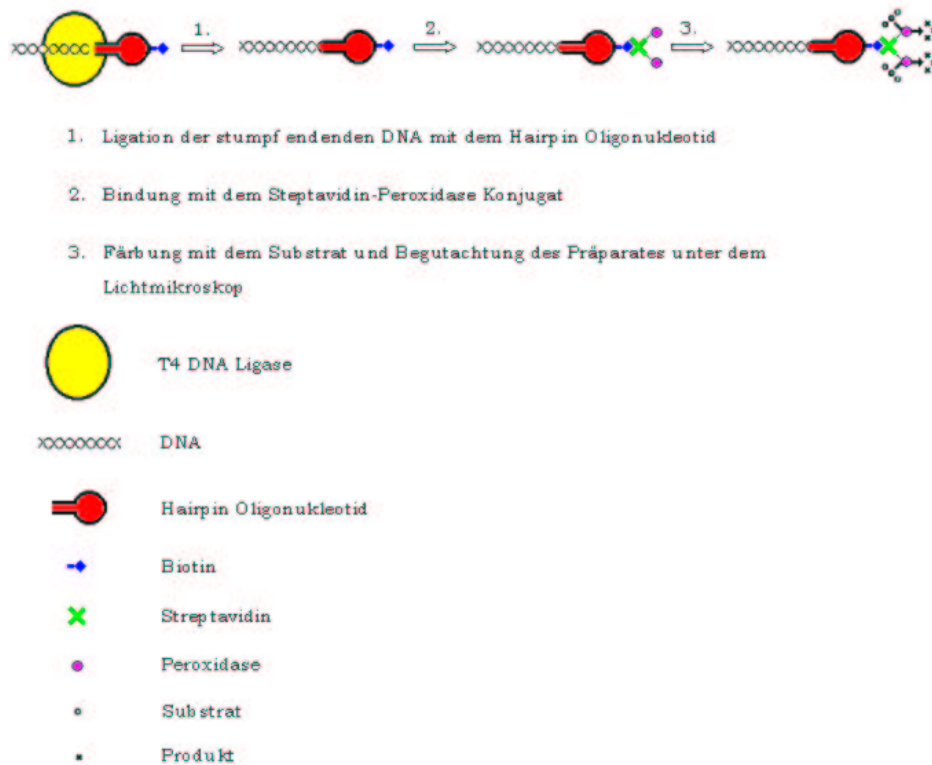 1. 2. 3.
1. Ligation der stumpf endenden DNA mit dem Hairpin Oligonukleotid
2. Bindung mit dem Steptavidin-Peroxidase Konjugat
3. Färbung mit dem Substrat und Begutachtung des Präparates unter dem
Lichtmikroskop
T4 DNA Ligase
DNA
Hairpin Oligonukleotid
Biotin
Streptavidin
Peroxidase
Substrat
Produkt